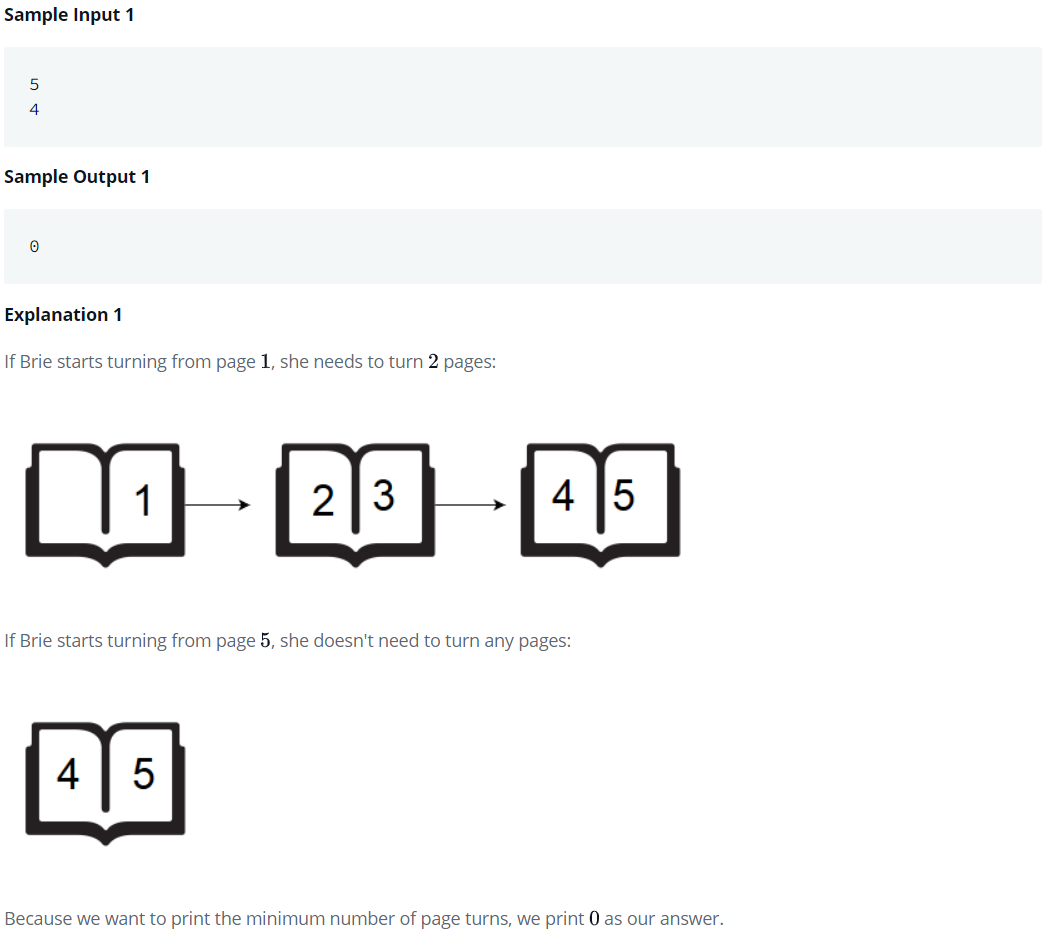 Sample Input 1
5
4
Sample Output 1
0
Explanation 1
If Brie starts turning from page 1, she needs to turn 2 pages:
1 2 3 4 5
If Brie starts turning from page 5, she doesn't need to turn any pages:
4 5
Because we want to print the minimum number of page turns, we print 0 as our answer.